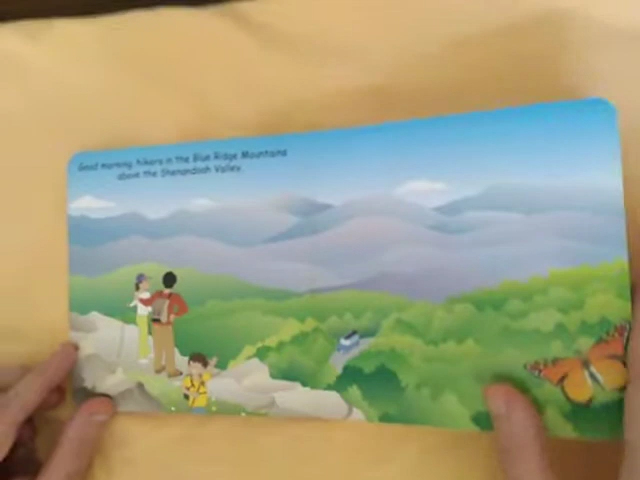 Good morning, hikers in the Blue Ridge Mountains
above the Shenandoah Valley.